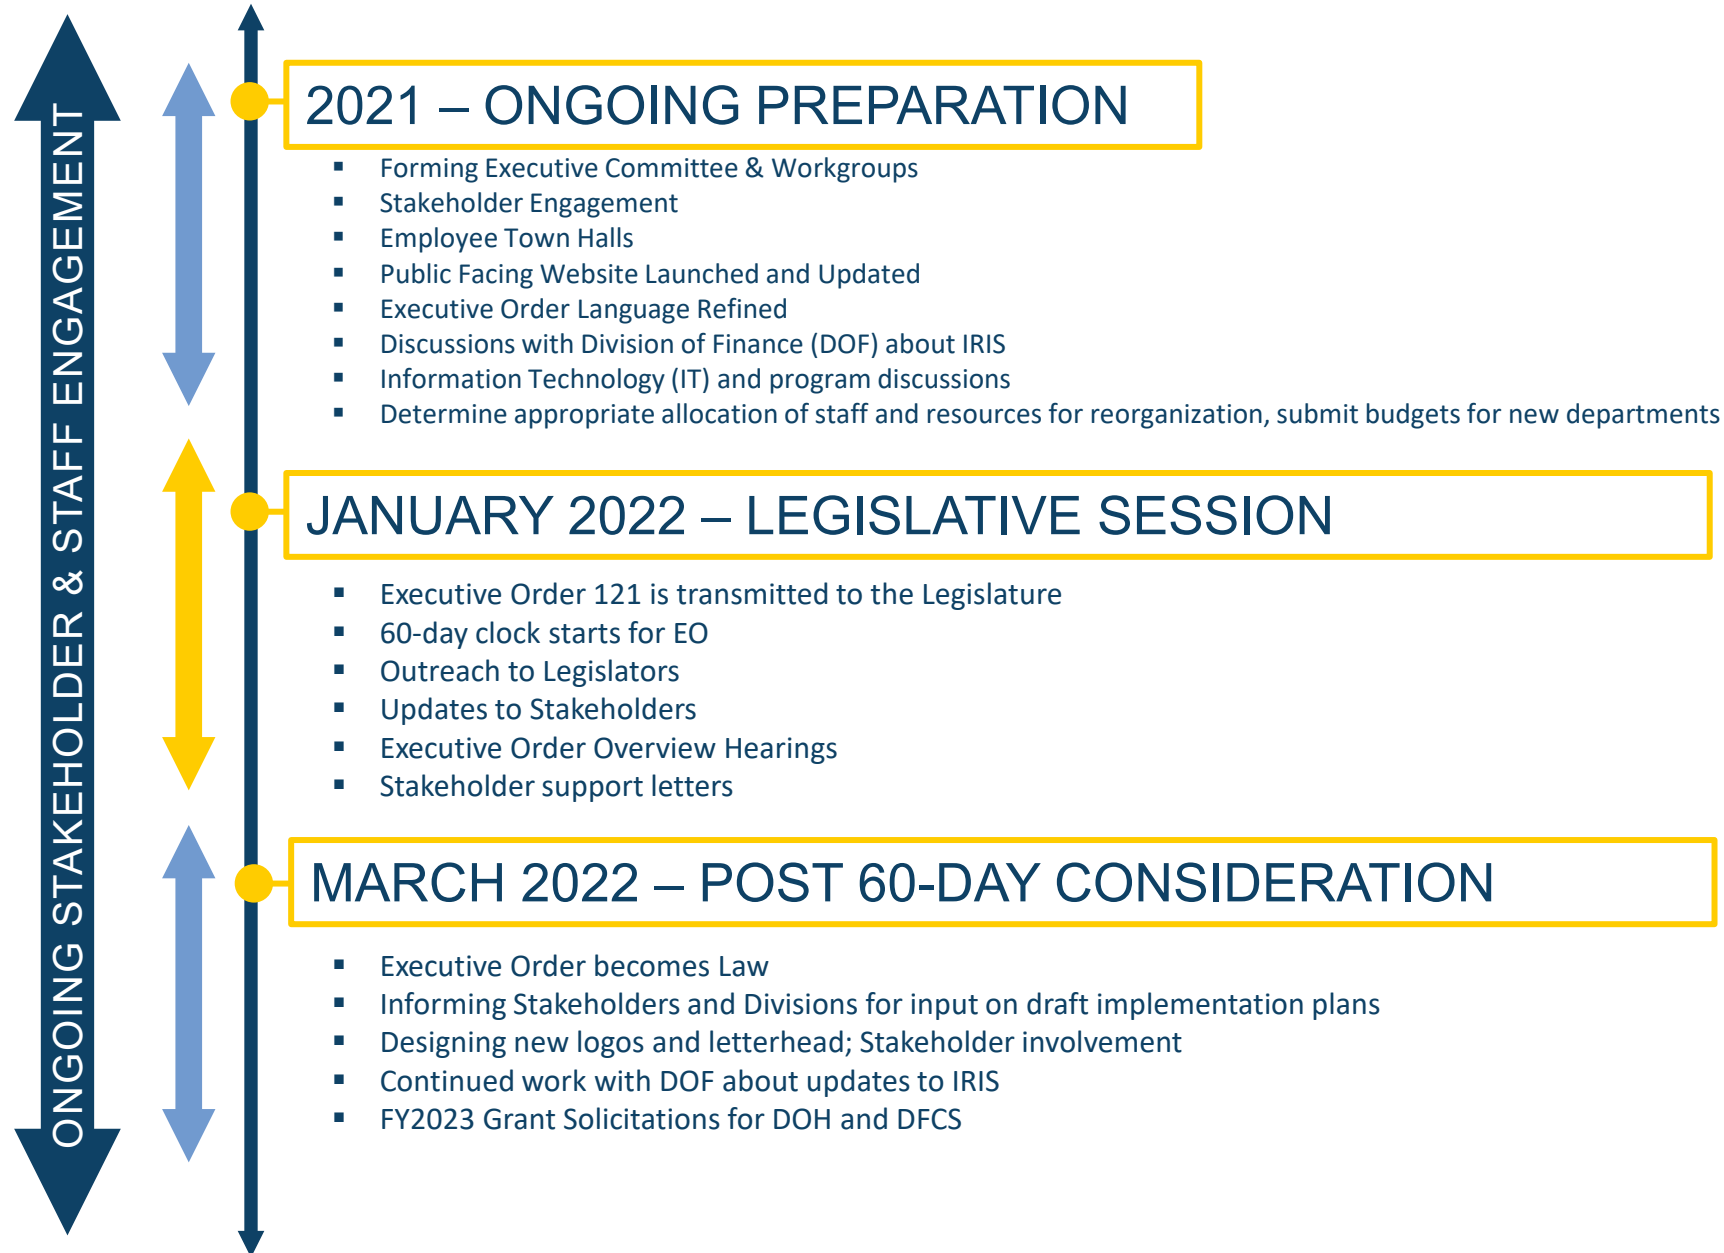 ONGOING STAKEHOLDER & STAFF ENGAGEMENT
2021 – ONGOING PREPARATION
▪ Forming Executive Committee & Workgroups
▪ Stakeholder Engagement
▪ Employee Town Halls
▪ Public Facing Website Launched and Updated
▪ Executive Order Language Refined
▪ Discussions with Division of Finance (DOF) about IRIS
▪ Information Technology (IT) and program discussions
▪ Determine appropriate allocation of staff and resources for reorganization, submit budgets for new departments
JANUARY 2022 – LEGISLATIVE SESSION
▪ Executive Order 121 is transmitted to the Legislature
▪ 60-day clock starts for EO
▪ Outreach to Legislators
▪ Updates to Stakeholders
▪ Executive Order Overview Hearings
▪ Stakeholder support letters
MARCH 2022 – POST 60-DAY CONSIDERATION
▪ Executive Order becomes Law
▪ Informing Stakeholders and Divisions for input on draft implementation plans
▪ Designing new logos and letterhead; Stakeholder involvement
▪ Continued work with DOF about updates to IRIS
▪ FY2023 Grant Solicitations for DOH and DFCS